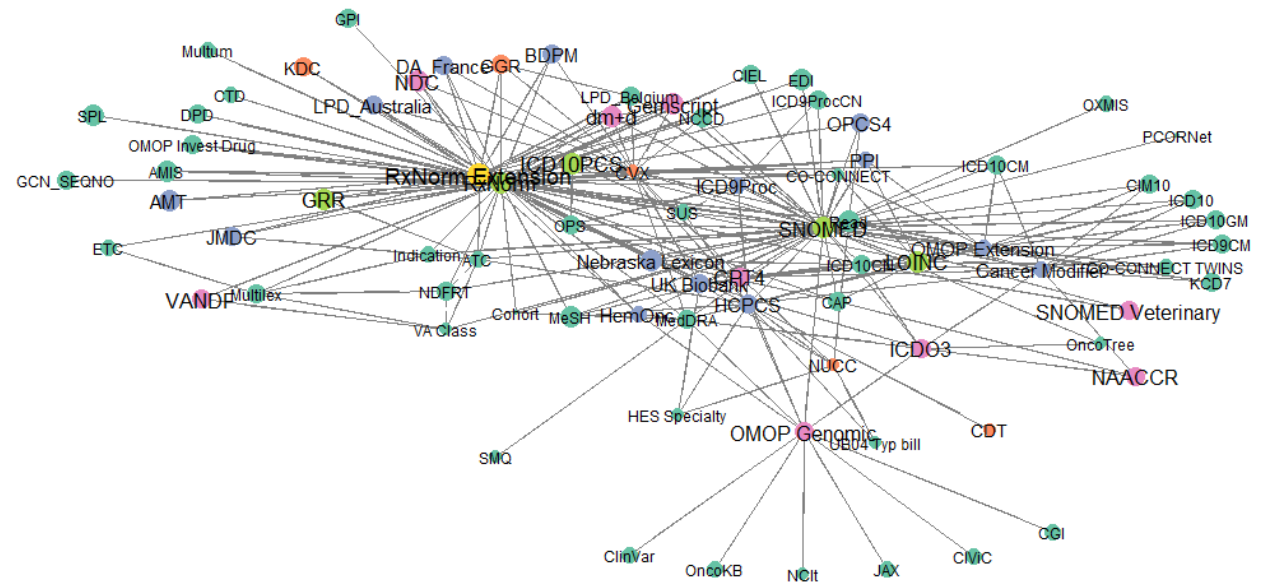 GPI
Multum
KDC
DA_France
GGR
BDPM
NDC
CTD
LPD_Australia
LPD_Belgium
Gemscript
CIEL
EDI
ICD9ProcCN
OXMIS
SPL
DPD
dm+d
NCCD
OPCS4
PCORNet
OMOP Invest Drug
AMIS
GCN_SEQNO
RxNorm Extension
RxNorm
ICD10PCS
CVX
PPI
CO-CONNECT
ICD10CM
CIM10
ICD10
AMT
GRR
ICD9Proc
SUS
Read
ICD10GM
JMDC
OPS
SNOMED
OMOP Extension
ICD9CM
ETC
Indication
ATC
Nebraska Lexicon
CPT4
LOINC
Cancer Modifier
CO-CONNECT TWINS
KCD7
VANDF
Multilex
NDFRT
UK Biobank
HCPCS
CAP
VA Class
Cohort
MeSH
HemOnc
MedDRA
SNOMED Veterinary
OncoTree
ICDO3
NUCC
NAACCR
HES Specialty
OMOP Genomic
UB04 Typ bill
CDT
SMQ
CGI
ClinVar
OncoKB
NCIt
JAX
CIViC